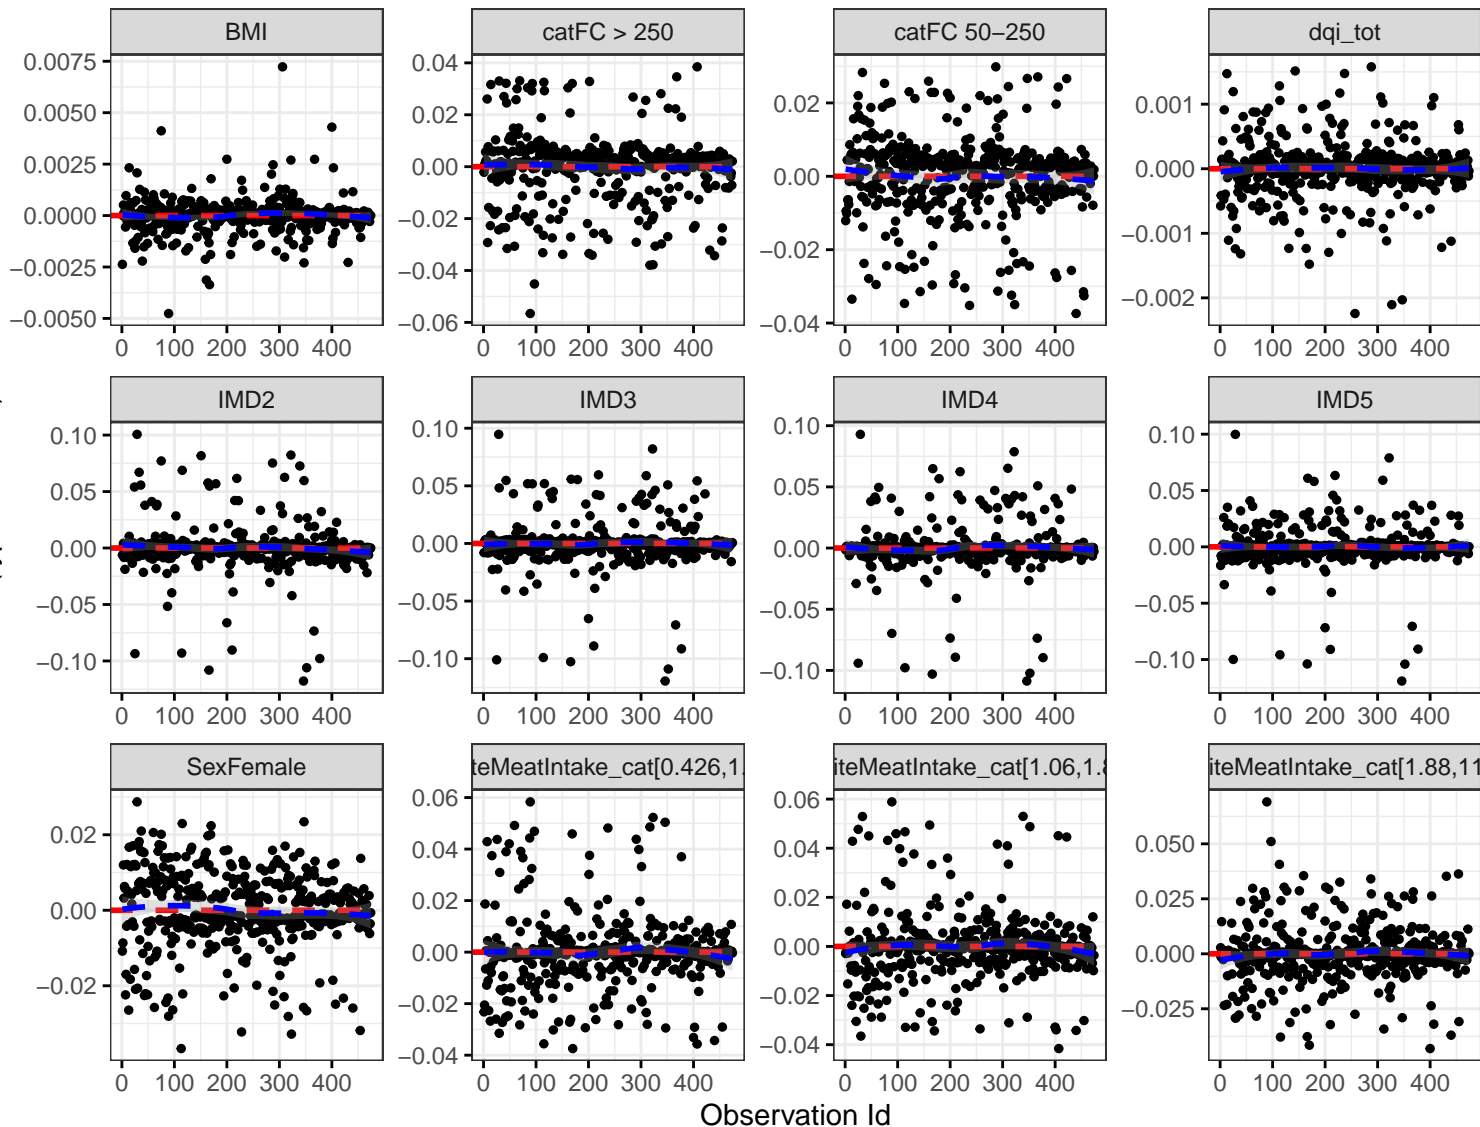 BMI
catFC > 250
catFC 50−250
dqi_tot
0.0075
0.0050
0.0025
0.0000
−0.0025
−0.0050
0.04
0.02
0.00
−0.02
−0.04
−0.06
0.02
0.00
−0.02
−0.04
0.001
0.000
−0.001
−0.002
0 100 200 300 400
0 100 200 300 400
0 100 200 300 400
0 100 200 300 400
IMD2
IMD3
IMD4
IMD5
0.10
0.05
0.00
−0.05
−0.10
0.10
0.05
0.00
−0.05
−0.10
0.10
0.05
0.00
−0.05
−0.10
0.10
0.05
0.00
−0.05
−0.10
0 100 200 300 400
0 100 200 300 400
0 100 200 300 400
0 100 200 300 400
SexFemale
teMeatIntake_cat[0.426,1.
iteMeatIntake_cat[1.06,1.8
iteMeatIntake_cat[1.88,11
0.02
0.00
−0.02
0.06
0.04
0.02
0.00
−0.02
−0.04
0.06
0.04
0.02
0.00
−0.02
−0.04
0.050
0.025
0.000
−0.025
0 100 200 300 400
0 100 200 300 400
0 100 200 300 400
0 100 200 300 400
Observation Id